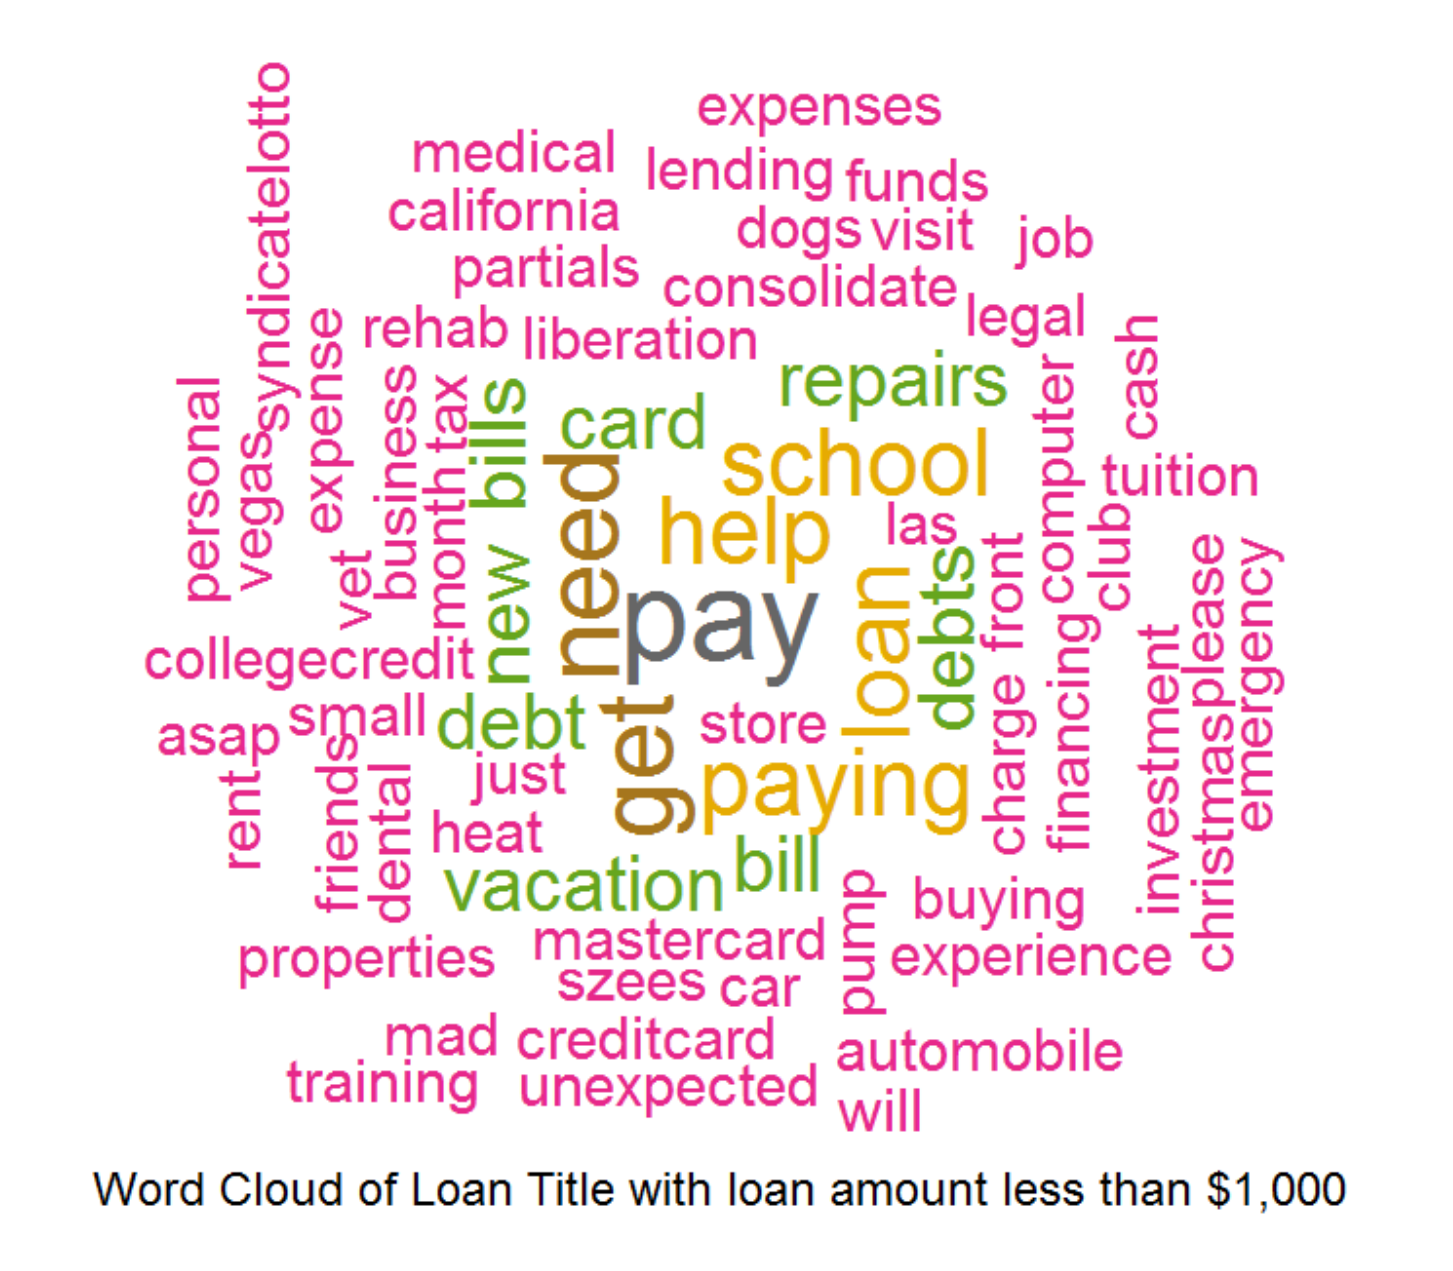 expenses
medical
lending funds
california
dogs visit
job
partials
consolidate
syndicatelotto
legal
rehab
liberation
expense
cash
repairs
personal
vegas
business
tax
bills
card
computer
school
tuition
need
help
las
month
vet
new
pay
loan
debts
front
club
please
emergency
collegecredit
small
asap
debt
get
store
charge
financing
investment
christmas
rent
friends
dental
just
paying
heat
vacation
bill
pump
buying
properties
mastercard
experience
szees
car
mad
creditcard
automobile
training
unexpected
will
Word Cloud of Loan Title with loan amount less than $1,000